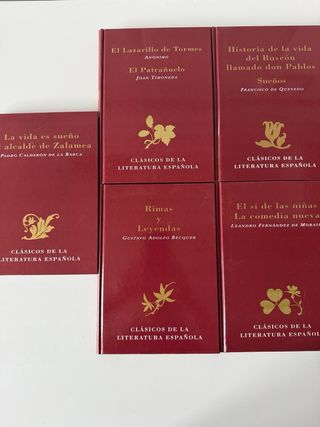 El Lazarillo de Tormes
Anónimo
El Patrañuelo
Joan Timoneda
CLÁSICOS DE LA
LITERATURA ESPAÑOLA
Historia de la vida
del Buscón
llamado don Pablos
Sueños
Francisco de Quevedo
CLÁSICOS DE LA
LITERATURA ESPAÑOLA
La vida es sueño
l alcalde de Zalamea
Pedro Calderón de la Barca
CLÁSICOS DE LA
LITERATURA ESPAÑOLA
Rimas
y
Leyendas
Gustavo Adolfo Bécquer
CLÁSICOS DE LA
LITERATURA ESPAÑOLA
El sí de las niñas
La comedia nueva
Leandro Fernández de Morat
CLÁSICOS DE LA
LITERATURA ESPAÑOLA